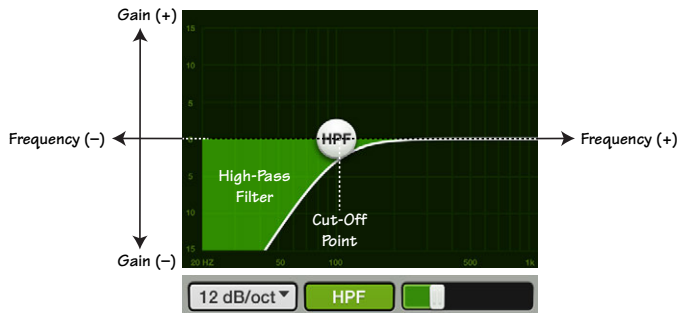 Gain (+)
15
10
5
Frequency (–)
0
HPF
Frequency (+)
5
High-Pass
Filter
10
Cut-Off
Point
15
Gain (–)
20 HZ
50
100
500
1k
12 dB/oct
HPF